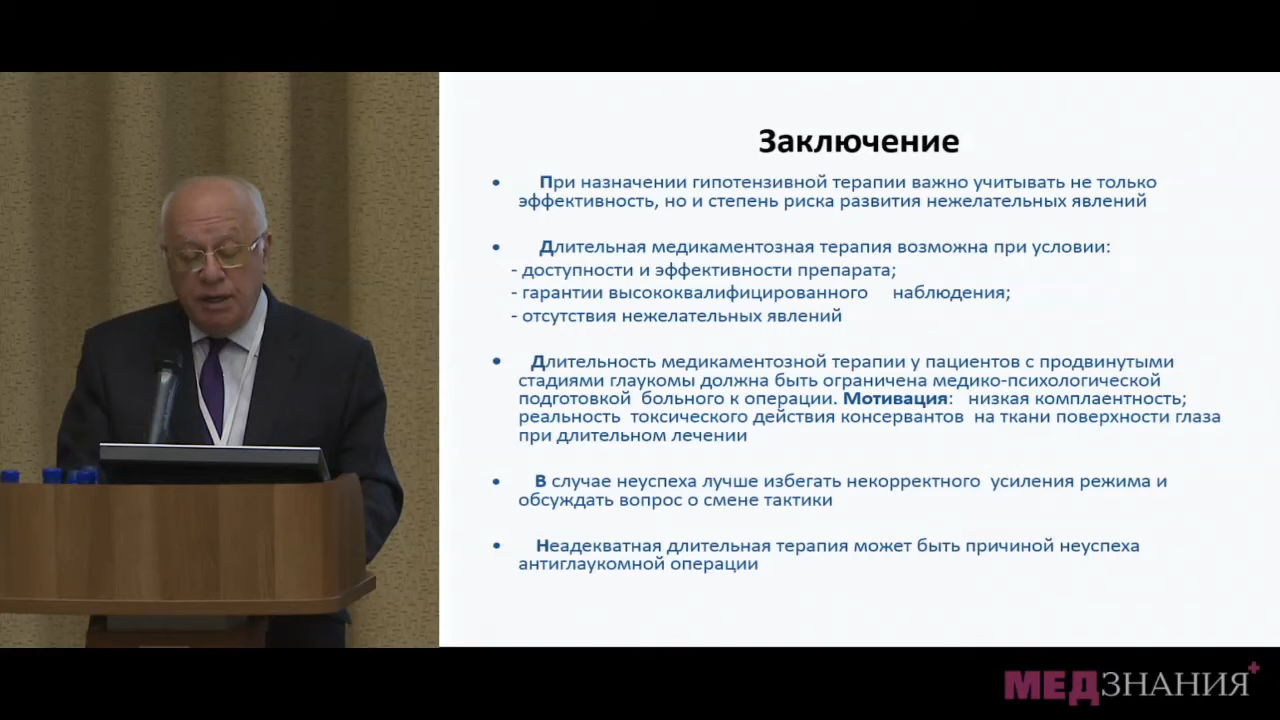 Заключение
• При назначении гипотензивной терапии важно учитывать не только
эффективность, но и степень риска развития нежелательных явлений
• Длительная медикаментозная терапия возможна при условии:
- доступности и эффективности препарата;
- гарантии высококвалифицированного наблюдения;
- отсутствия нежелательных явлений
• Длительность медикаментозной терапии у пациентов с продвинутыми
стадиями глаукомы должна быть ограничена медико-психологической
подготовкой больного к операции. Мотивация: низкая комплаентность;
реальность токсического действия консервантов на ткани поверхности глаза
при длительном лечении
• В случае неуспеха лучше избегать некорректного усиления режима и
обсуждать вопрос о смене тактики
• Неадекватная длительная терапия может быть причиной неуспеха
антиглаукомной операции
МЕДЗНАНИЯ+